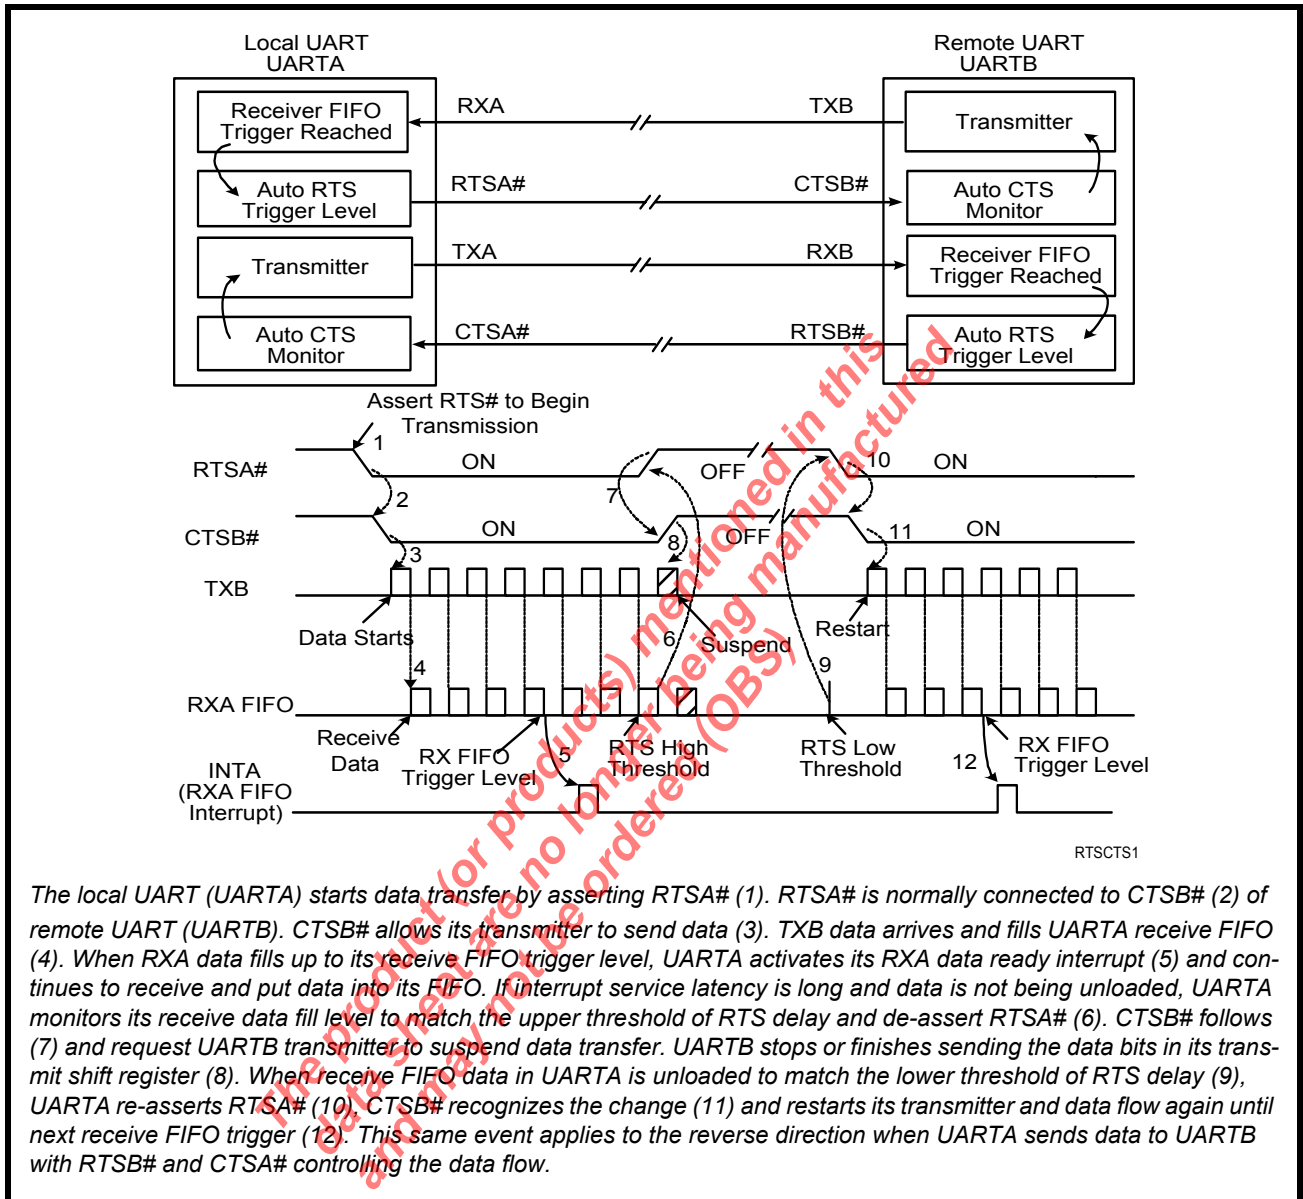 Local UART
UARTA
Remote UART
UARTB
Receiver FIFO
Trigger Reached
RXA
TXB
Transmitter
Auto RTS
Trigger Level
RTSA#
CTSB#
Auto CTS
Monitor
Transmitter
TXA
RXB
Receiver FIFO
Trigger Reached
Auto CTS
Monitor
CTSA#
RTSB#
Auto RTS
Trigger Level
Assert RTS# to Begin
Transmission
1
RTSA#
ON
OFF
10
ON
2
7
CTSB#
ON
OFF
11
ON
3
8
TXB
Data Starts
6
Suspend
Restart
4
9
RXA FIFO
Receive
Data
RX FIFO
Trigger Level
5
RTS High
Threshold
RTS Low
Threshold
12
RX FIFO
Trigger Level
INTA
(RXA FIFO
Interrupt)
RTSCTS1
The local UART (UARTA) starts data transfer by asserting RTSA# (1). RTSA# is normally connected to CTSB# (2) of
remote UART (UARTB). CTSB# allows its transmitter to send data (3). TXB data arrives and fills UARTA receive FIFO
(4). When RXA data fills up to its receive FIFO trigger level, UARTA activates its RXA data ready interrupt (5) and con-
tinues to receive and put data into its FIFO. If interrupt service latency is long and data is not being unloaded, UARTA
monitors its receive data fill level to match the upper threshold of RTS delay and de-assert RTSA# (6). CTSB# follows
(7) and request UARTB transmitter to suspend data transfer. UARTB stops or finishes sending the data bits in its trans-
mit shift register (8). When receive FIFO data in UARTA is unloaded to match the lower threshold of RTS delay (9),
UARTA re-asserts RTSA# (10), CTSB# recognizes the change (11) and restarts its transmitter and data flow again until
next receive FIFO trigger (12). This same event applies to the reverse direction when UARTA sends data to UARTB
with RTSB# and CTSA# controlling the data flow.
The product (or products) mentioned in this
data sheet are no longer being manufactured
and may not be ordered (OBS)